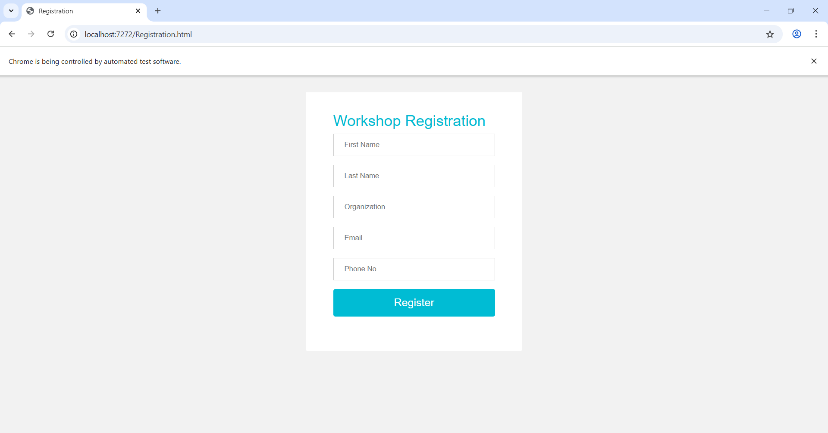 Registration
localhost:7272/Registration.html
Chrome is being controlled by automated test software.
Workshop Registration
First Name
Last Name
Organization
Email
Phone No
Register